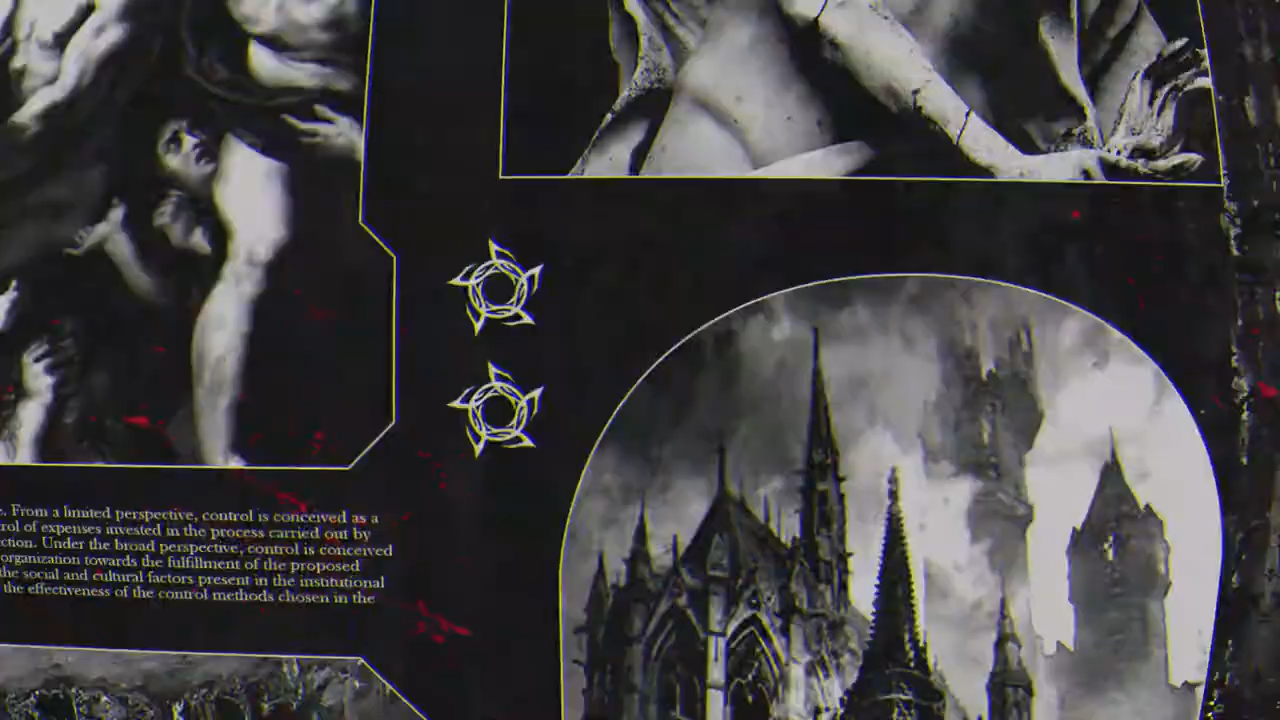 e. From a limited perspective, control is conceived as a
rol of expenses invested in the process carried out by
ction. Under the broad perspective, control is conceived
organization towards the fulfillment of the proposed
the social and cultural factors present in the institutional
the effectiveness of the control methods chosen in the